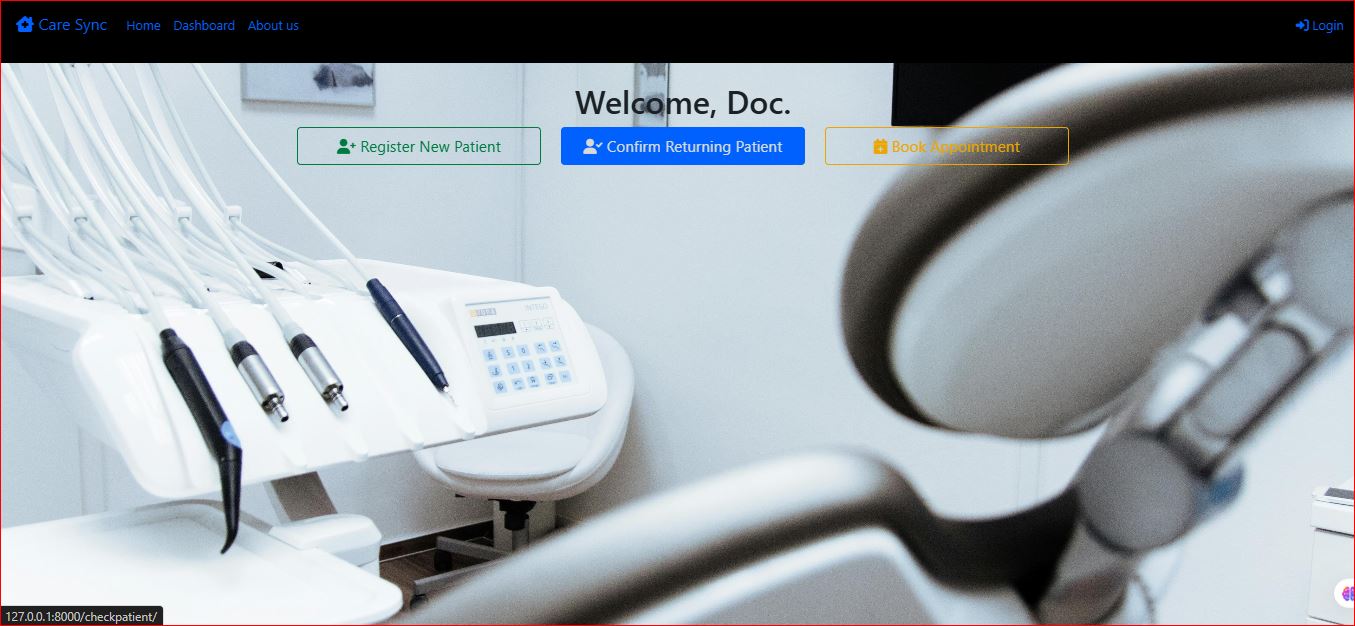 Care Sync Home Dashboard About us Login
Welcome, Doc.
Register New Patient Confirm Returning Patient Book Appointment
INTEGO
127.0.0.1:8000/checkpatient/